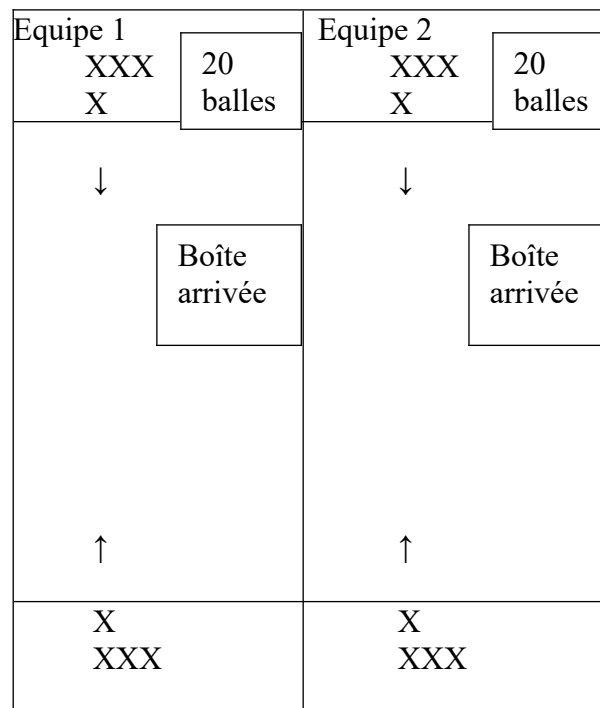 Equipe 1
XXX
X
20
balles
Equipe 2
XXX
X
20
balles
↓
↓
Boîte
arrivée
Boîte
arrivée
↑
↑
X
XXX
X
XXX